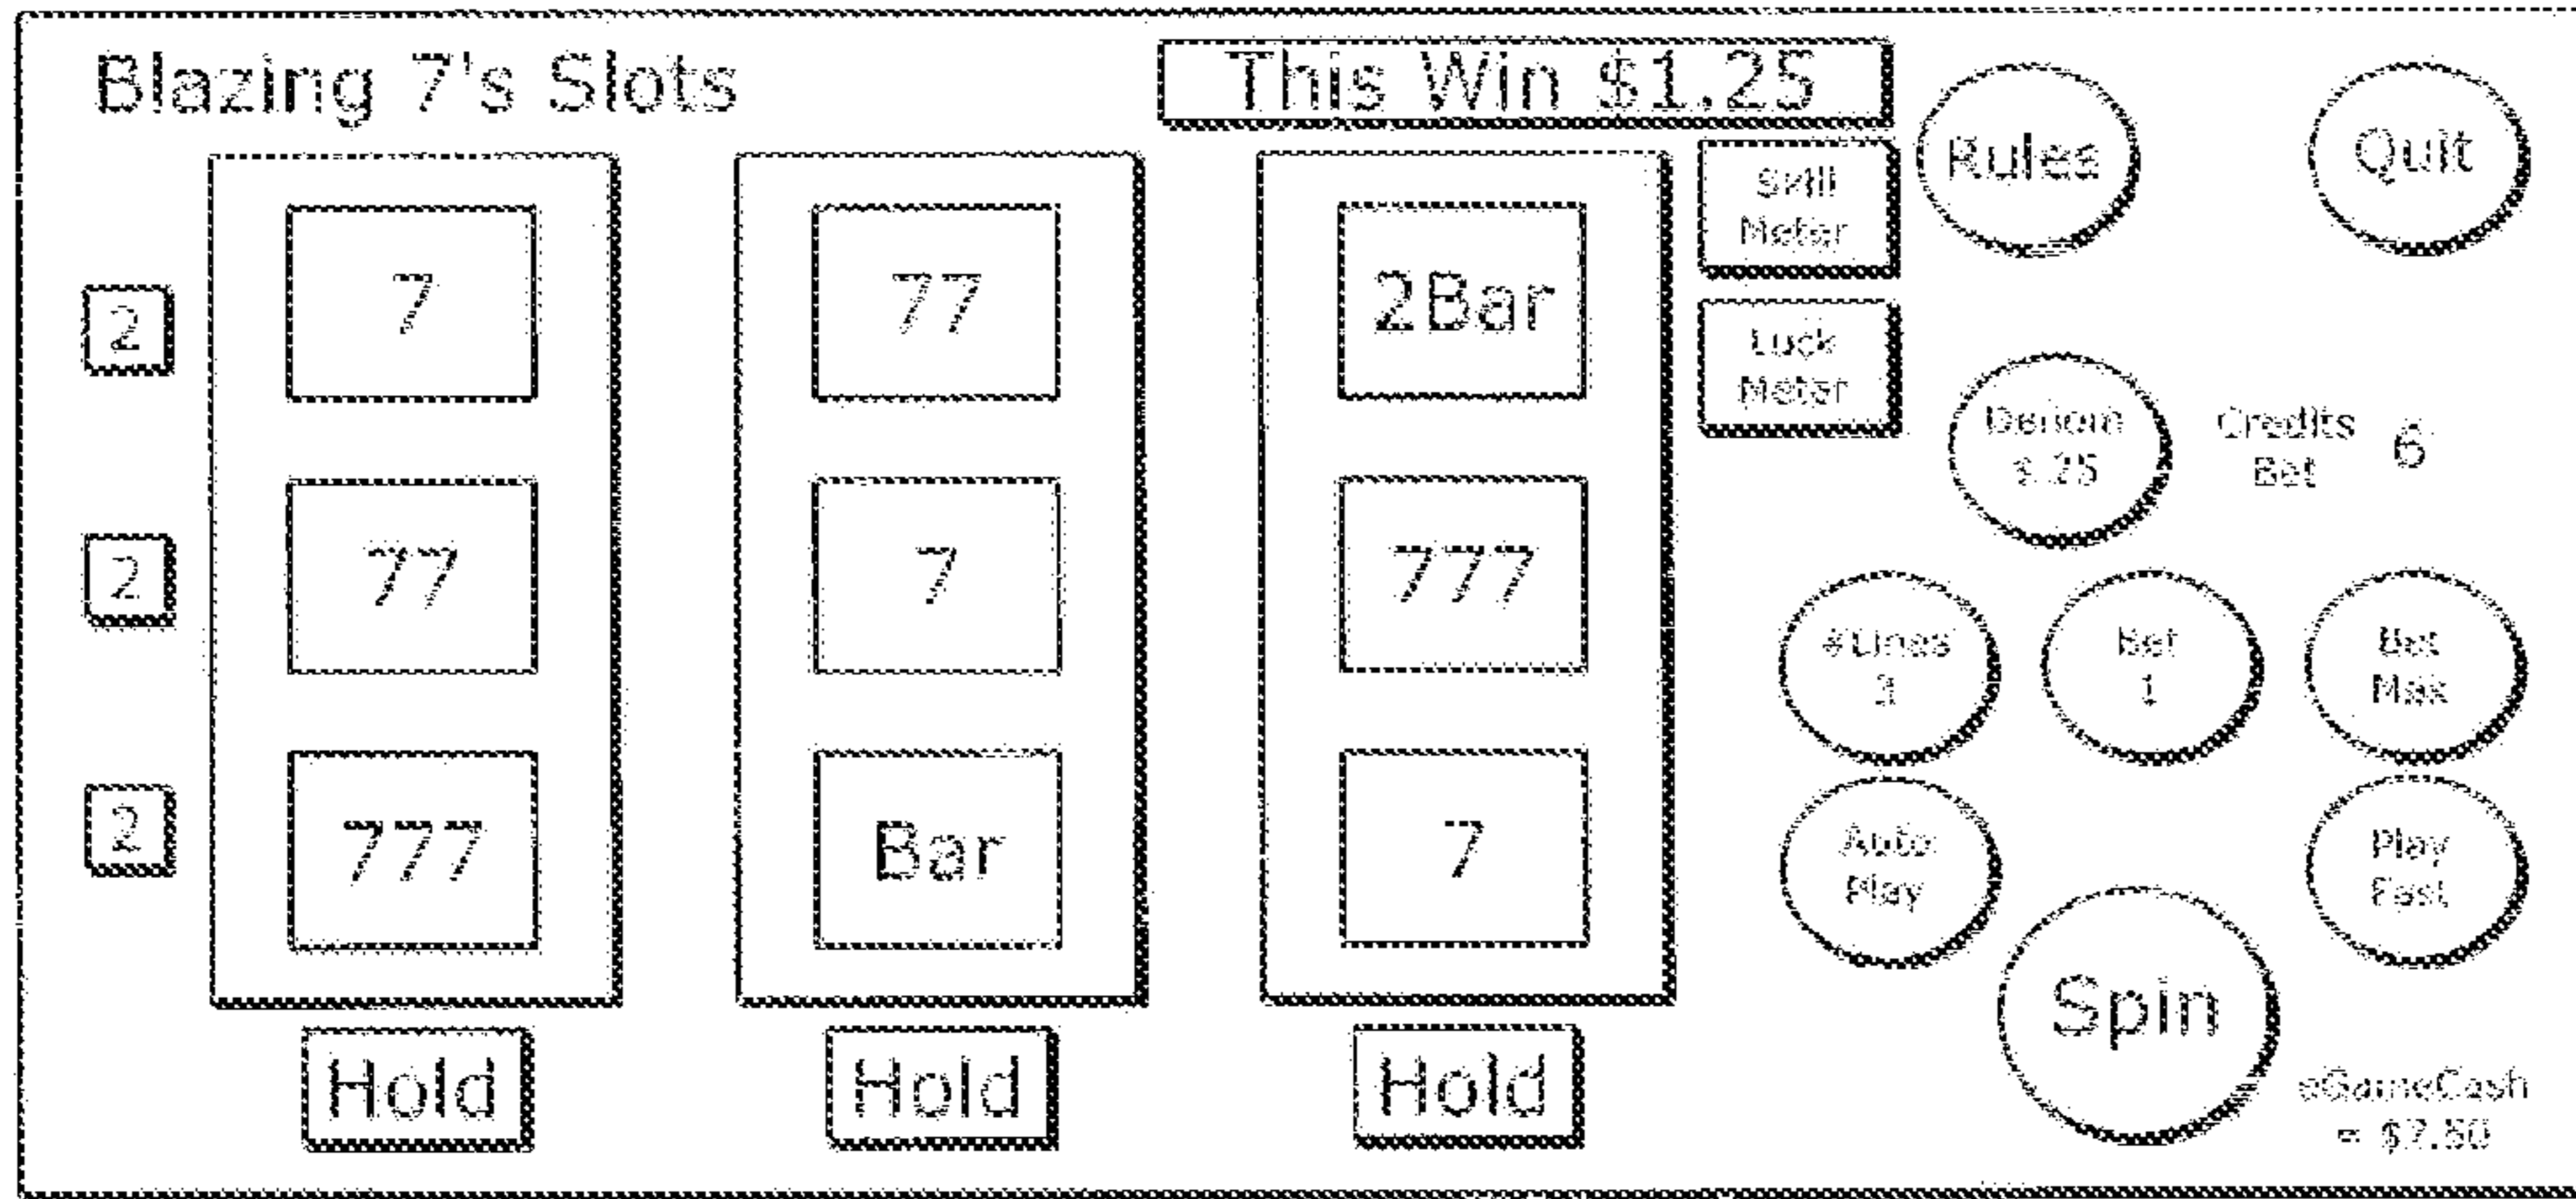 Blazing 7's Slots
This Win $1.25
Rules
Quit
Skill
Meter
Luck
Meter
2
7
77
2Bar
Denom
$.25
Credits
Bet
6
2
77
7
777
#Lines
3
Bet
1
Bet
Max
2
777
Bar
7
Auto
Play
Play
Fast
Spin
Hold
Hold
Hold
eGameCash
= $7.50